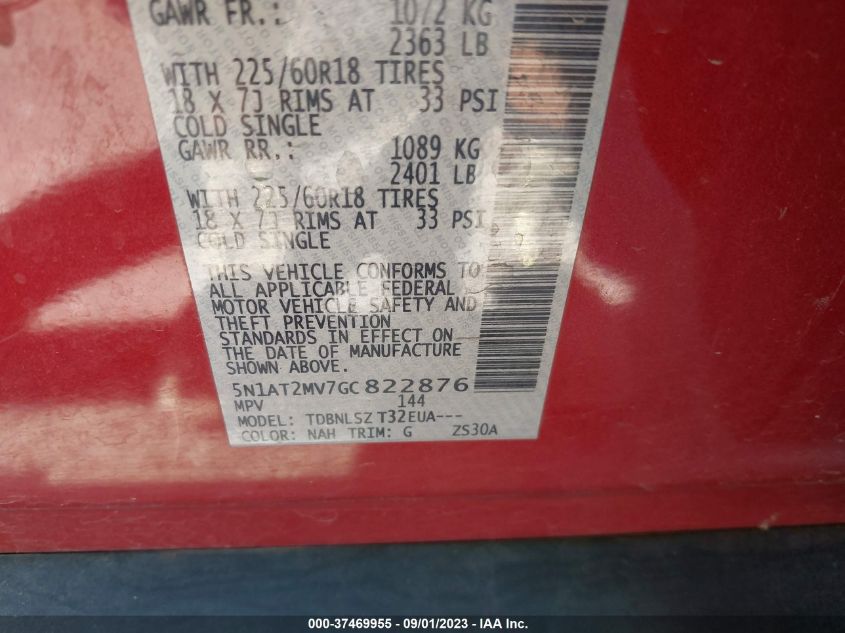 GAWR FR.: 1072 KG
2363 LB
WITH 225/60R18 TIRES
18 X 7J RIMS AT 33 PSI
COLD SINGLE
GAWR RR.: 1089 KG
2401 LB
WITH 225/60R18 TIRES
18 X 7J RIMS AT 33 PSI
COLD SINGLE
THIS VEHICLE CONFORMS TO
ALL APPLICABLE FEDERAL
MOTOR VEHICLE SAFETY AND
THEFT PREVENTION
STANDARDS IN EFFECT ON
THE DATE OF MANUFACTURE
SHOWN ABOVE.
5N1AT2MV7GC822876
MPV 144
MODEL: TDBNLSZ T32EUA---
COLOR: NAH TRIM: G ZS30A
000-37469955 - 09/01/2023 - IAA Inc.